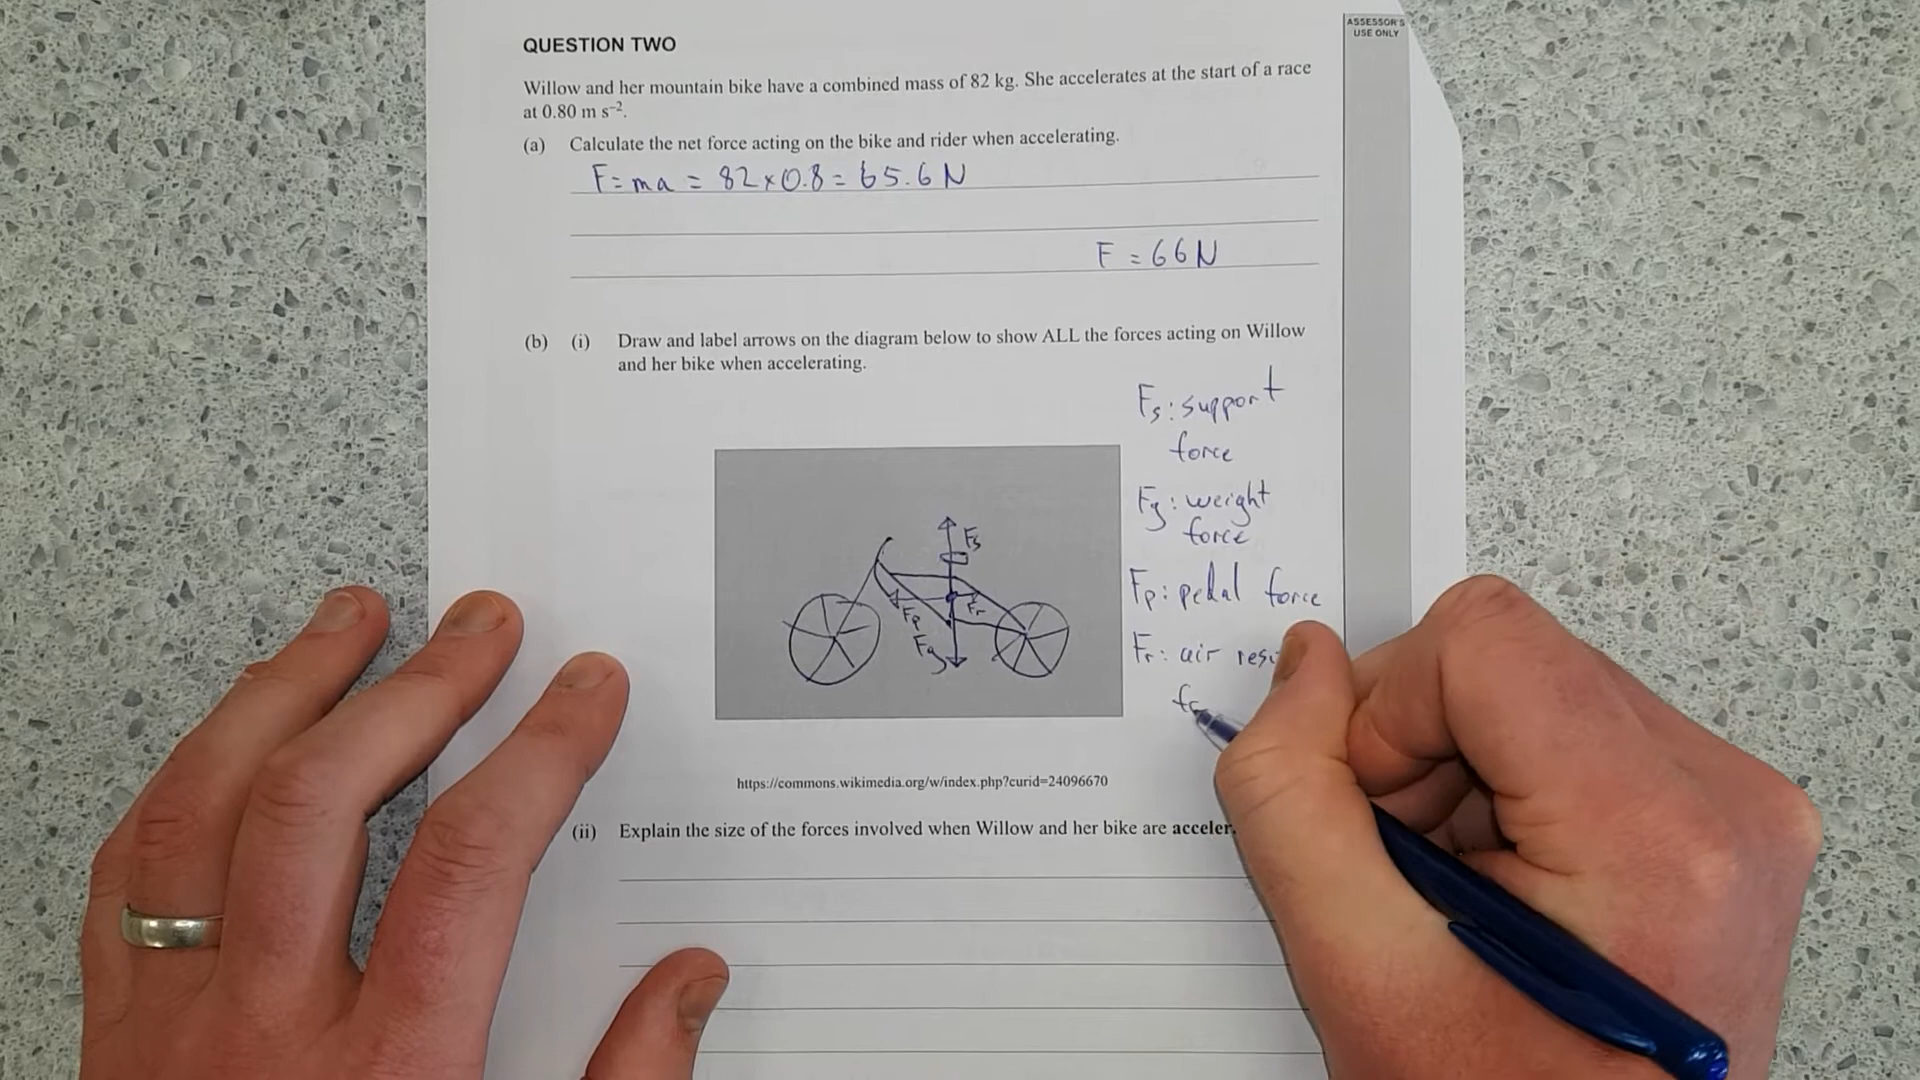 ASSESSOR'S
USE ONLY
QUESTION TWO
Willow and her mountain bike have a combined mass of 82 kg. She accelerates at the start of a race
at 0.80 m s⁻².
(a) Calculate the net force acting on the bike and rider when accelerating.
F = ma = 82 x 0.8 = 65.6 N
F = 66 N
(b) (i) Draw and label arrows on the diagram below to show ALL the forces acting on Willow
and her bike when accelerating.
Fs: support
force
Fg: weight
force
Fp: pedal force
Fr: air resi
fo
Fs
Fr
Fp
Fg
https://commons.wikimedia.org/w/index.php?curid=24096670
(ii) Explain the size of the forces involved when Willow and her bike are acceler